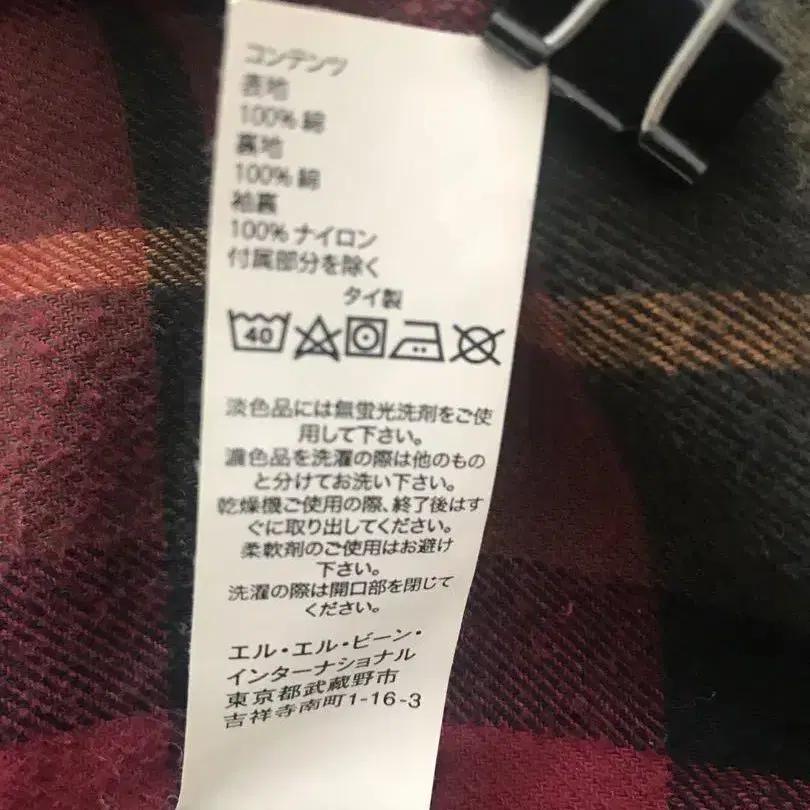 コンテンツ
表地
100% 綿
裏地
100% 綿
袖裏
100% ナイロン
付属部分を除く
タイ製
40
淡色品には無蛍光洗剤をご使
用して下さい。
濃色品を洗濯の際は他のもの
と分けてお洗い下さい。
乾燥機ご使用の際、終了後はす
ぐに取り出してください。
柔軟剤のご使用はお避け
下さい。
洗濯の際は開口部を閉じて
ください。
エル・エル・ビーン・
インターナショナル
東京都武蔵野市
吉祥寺南町1-16-3